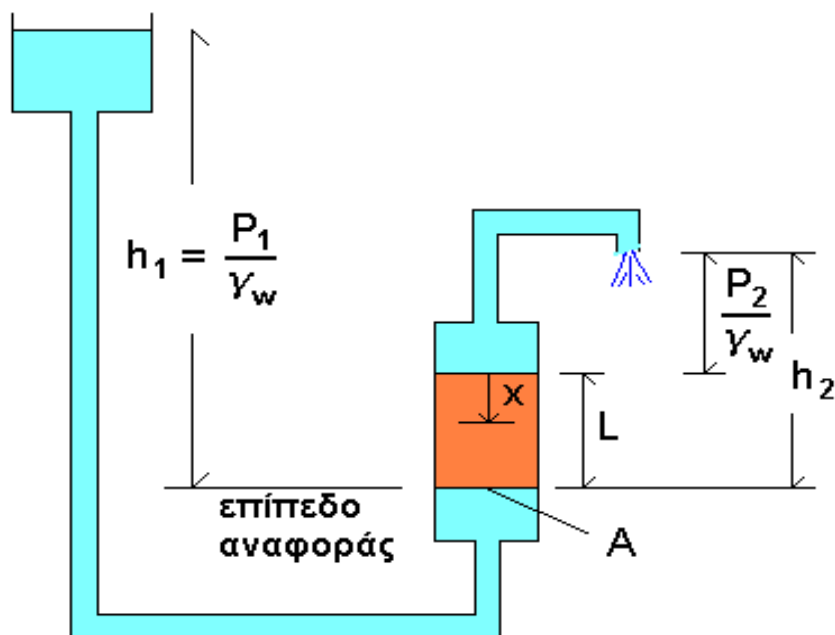 h₁ = P₁/γw
P₂/γw
h₂
x
L
επίπεδο
αναφοράς
A